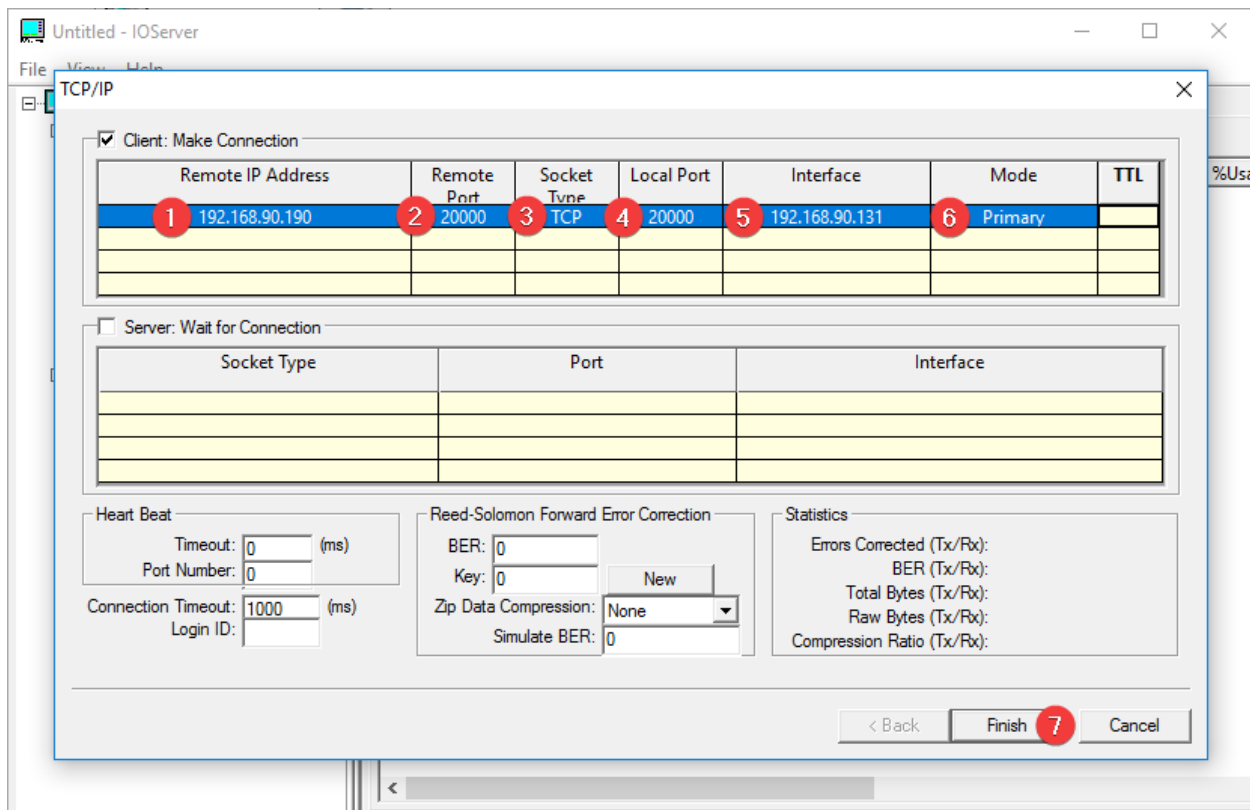 Untitled - IOServer
File View Help
TCP/IP
Client: Make Connection
Remote IP Address Remote Port Socket Type Local Port Interface Mode TTL %Usa
1 192.168.90.190 2 20000 3 TCP 4 20000 5 192.168.90.131 6 Primary
Server: Wait for Connection
Socket Type Port Interface
Heart Beat
Timeout: 0 (ms)
Port Number: 0
Connection Timeout: 1000 (ms)
Login ID:
Reed-Solomon Forward Error Correction
BER: 0
Key: 0 New
Zip Data Compression: None
Simulate BER: 0
Statistics
Errors Corrected (Tx/Rx):
BER (Tx/Rx):
Total Bytes (Tx/Rx):
Raw Bytes (Tx/Rx):
Compression Ratio (Tx/Rx):
< Back Finish 7 Cancel